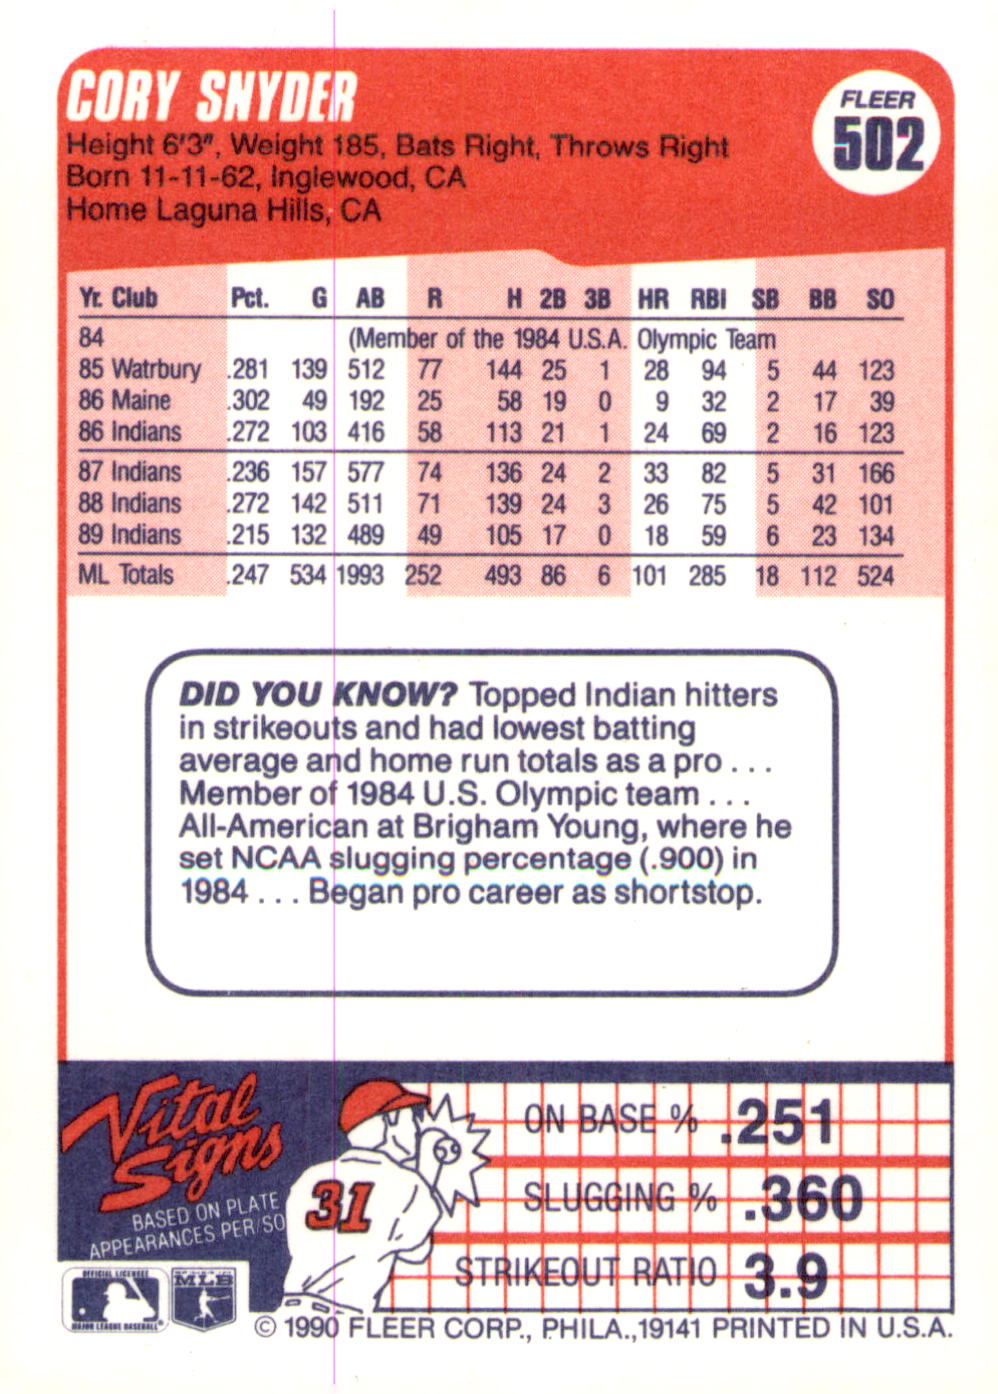 CORY SNYDER
FLEER
502
Height 6'3", Weight 185, Bats Right, Throws Right
Born 11-11-62, Inglewood, CA
Home Laguna Hills, CA
Yr. Club Pct. G AB R H 2B 3B HR RBI SB BB SO
84 (Member of the 1984 U.S.A. Olympic Team
85 Watrbury .281 139 512 77 144 25 1 28 94 5 44 123
86 Maine .302 49 192 25 58 19 0 9 32 2 17 39
86 Indians .272 103 416 58 113 21 1 24 69 2 16 123
87 Indians .236 157 577 74 136 24 2 33 82 5 31 166
88 Indians .272 142 511 71 139 24 3 26 75 5 42 101
89 Indians .215 132 489 49 105 17 0 18 59 6 23 134
ML Totals .247 534 1993 252 493 86 6 101 285 18 112 524
DID YOU KNOW? Topped Indian hitters
in strikeouts and had lowest batting
average and home run totals as a pro . . .
Member of 1984 U.S. Olympic team . . .
All-American at Brigham Young, where he
set NCAA slugging percentage (.900) in
1984 . . . Began pro career as shortstop.
Vital
Signs
BASED ON PLATE
APPEARANCES PER/SO
31
ON BASE % .251
SLUGGING % .360
STRIKEOUT RATIO 3.9
OFFICIAL LICENSEE
MAJOR LEAGUE BASEBALL
MLB
© 1990 FLEER CORP., PHILA.,19141 PRINTED IN U.S.A.